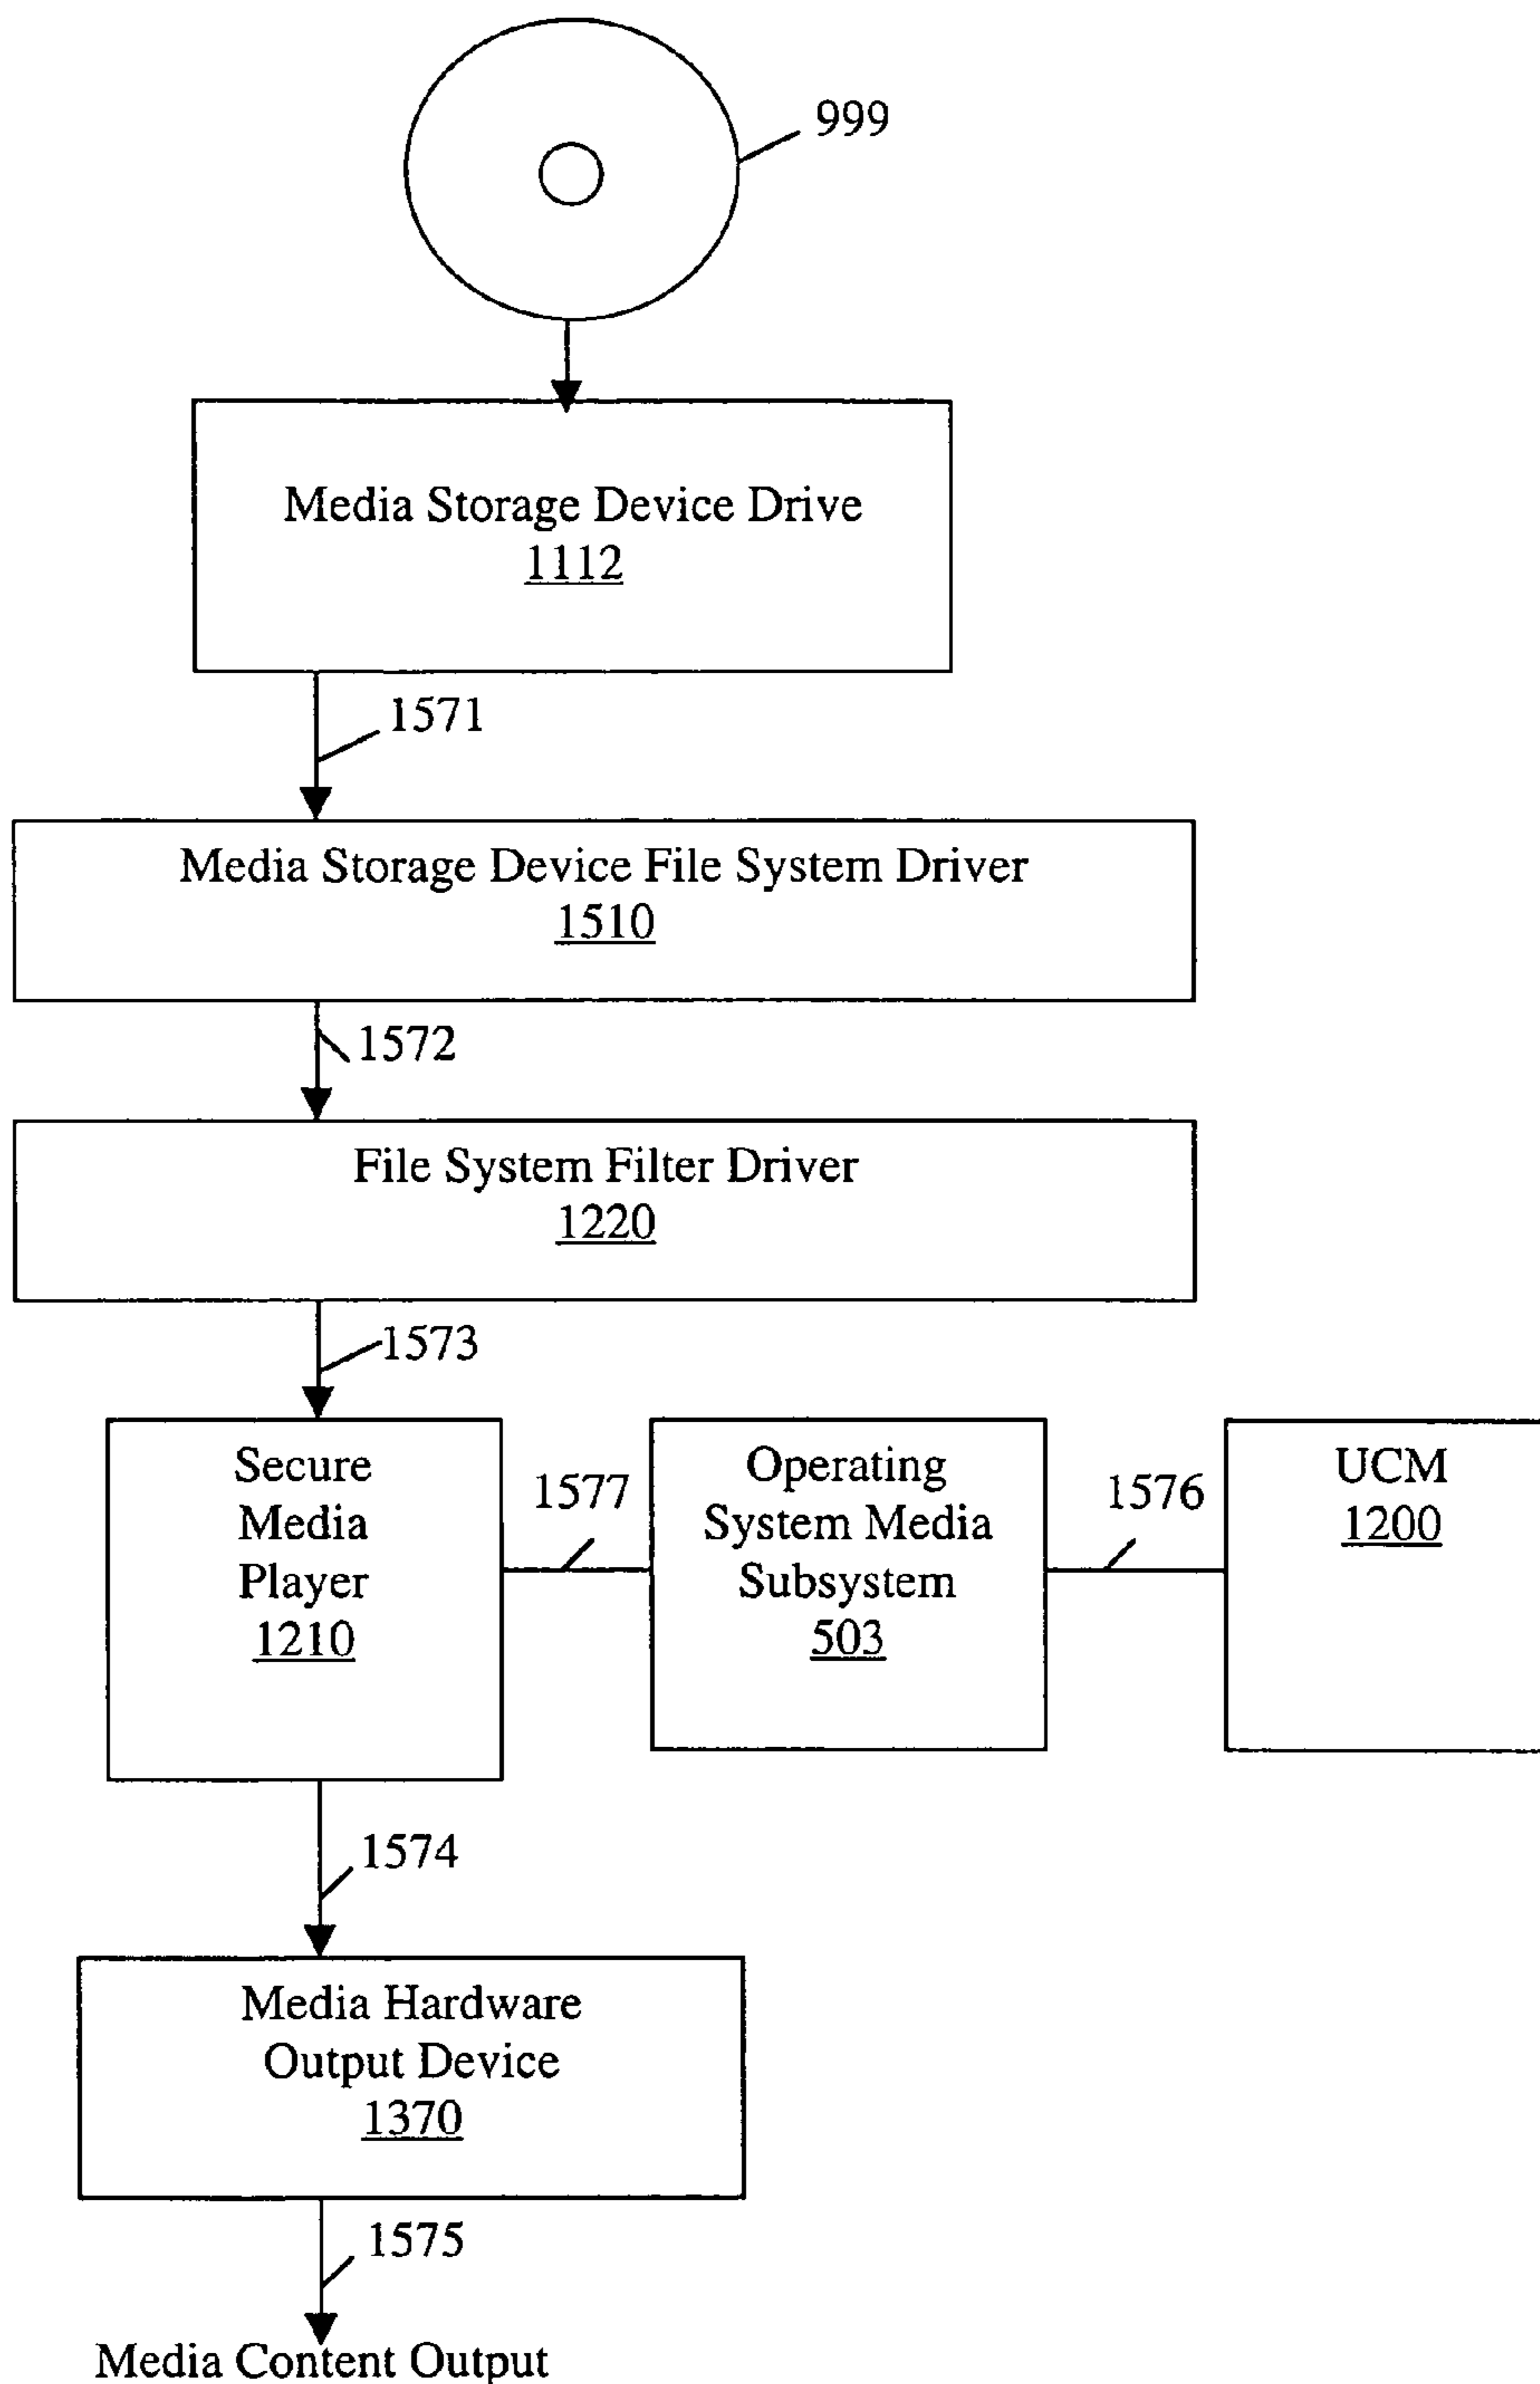 999
Media Storage Device Drive
1112
1571
Media Storage Device File System Driver
1510
1572
File System Filter Driver
1220
1573
Secure
Media
Player
1210
1577
Operating
System Media
Subsystem
503
1576
UCM
1200
1574
Media Hardware
Output Device
1370
1575
Media Content Output